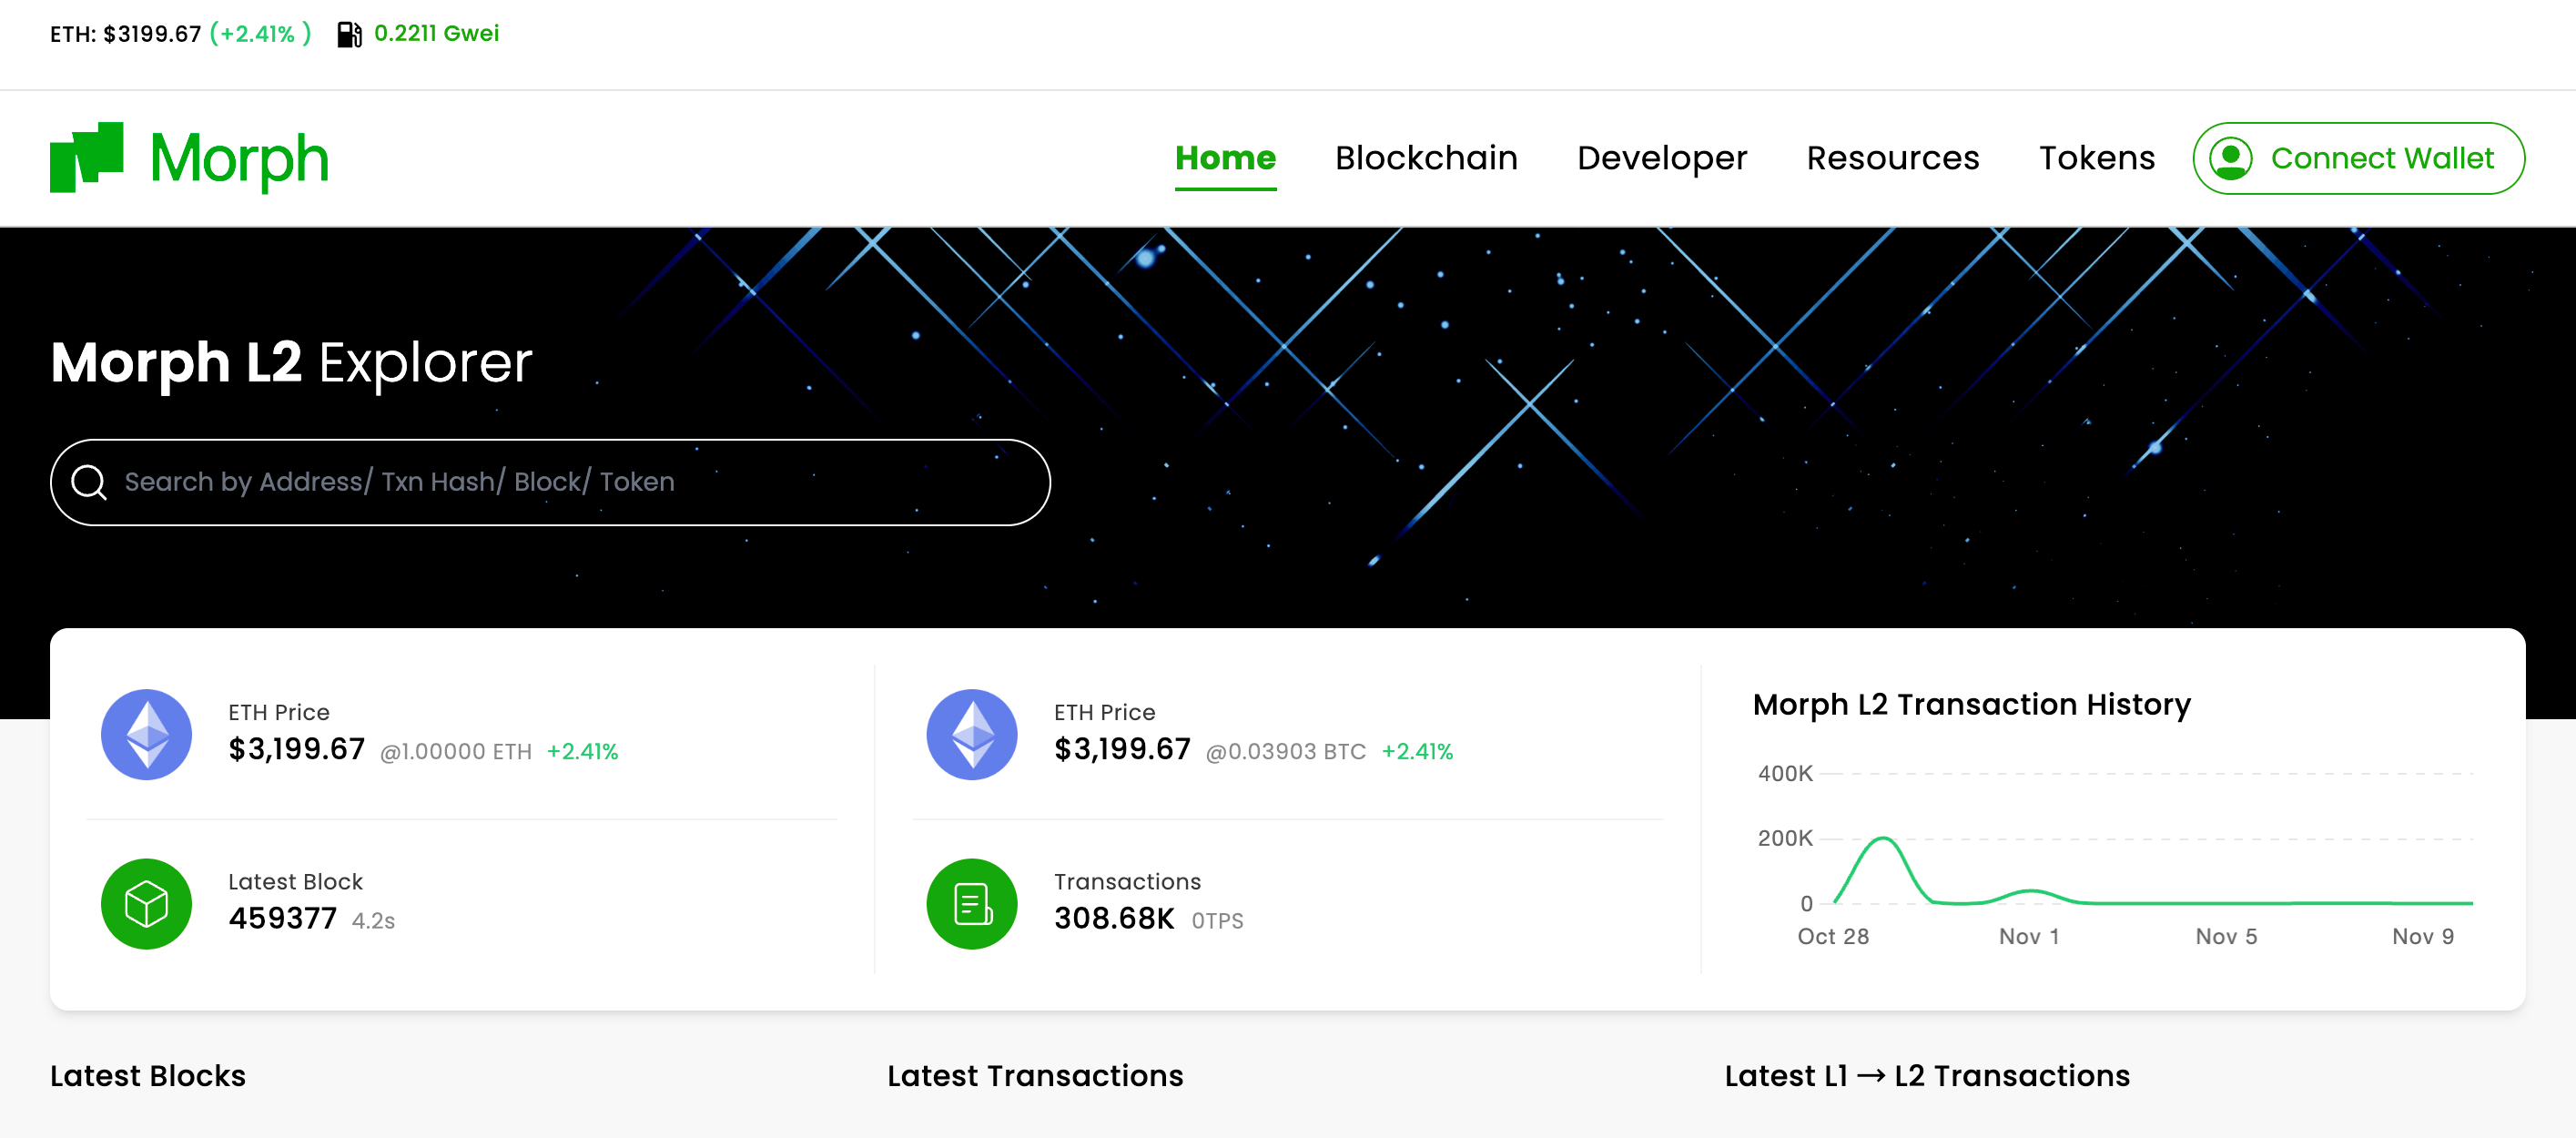 ETH: $3199.67 (+2.41% ) 0.2211 Gwei
Morph
Home Blockchain Developer Resources Tokens Connect Wallet
Morph L2 Explorer
Search by Address/ Txn Hash/ Block/ Token
ETH Price
$3,199.67 @1.00000 ETH +2.41%
ETH Price
$3,199.67 @0.03903 BTC +2.41%
Latest Block
459377 4.2s
Transactions
308.68K 0TPS
Morph L2 Transaction History
400K
200K
0
Oct 28 Nov 1 Nov 5 Nov 9
Latest Blocks
Latest Transactions
Latest L1 → L2 Transactions